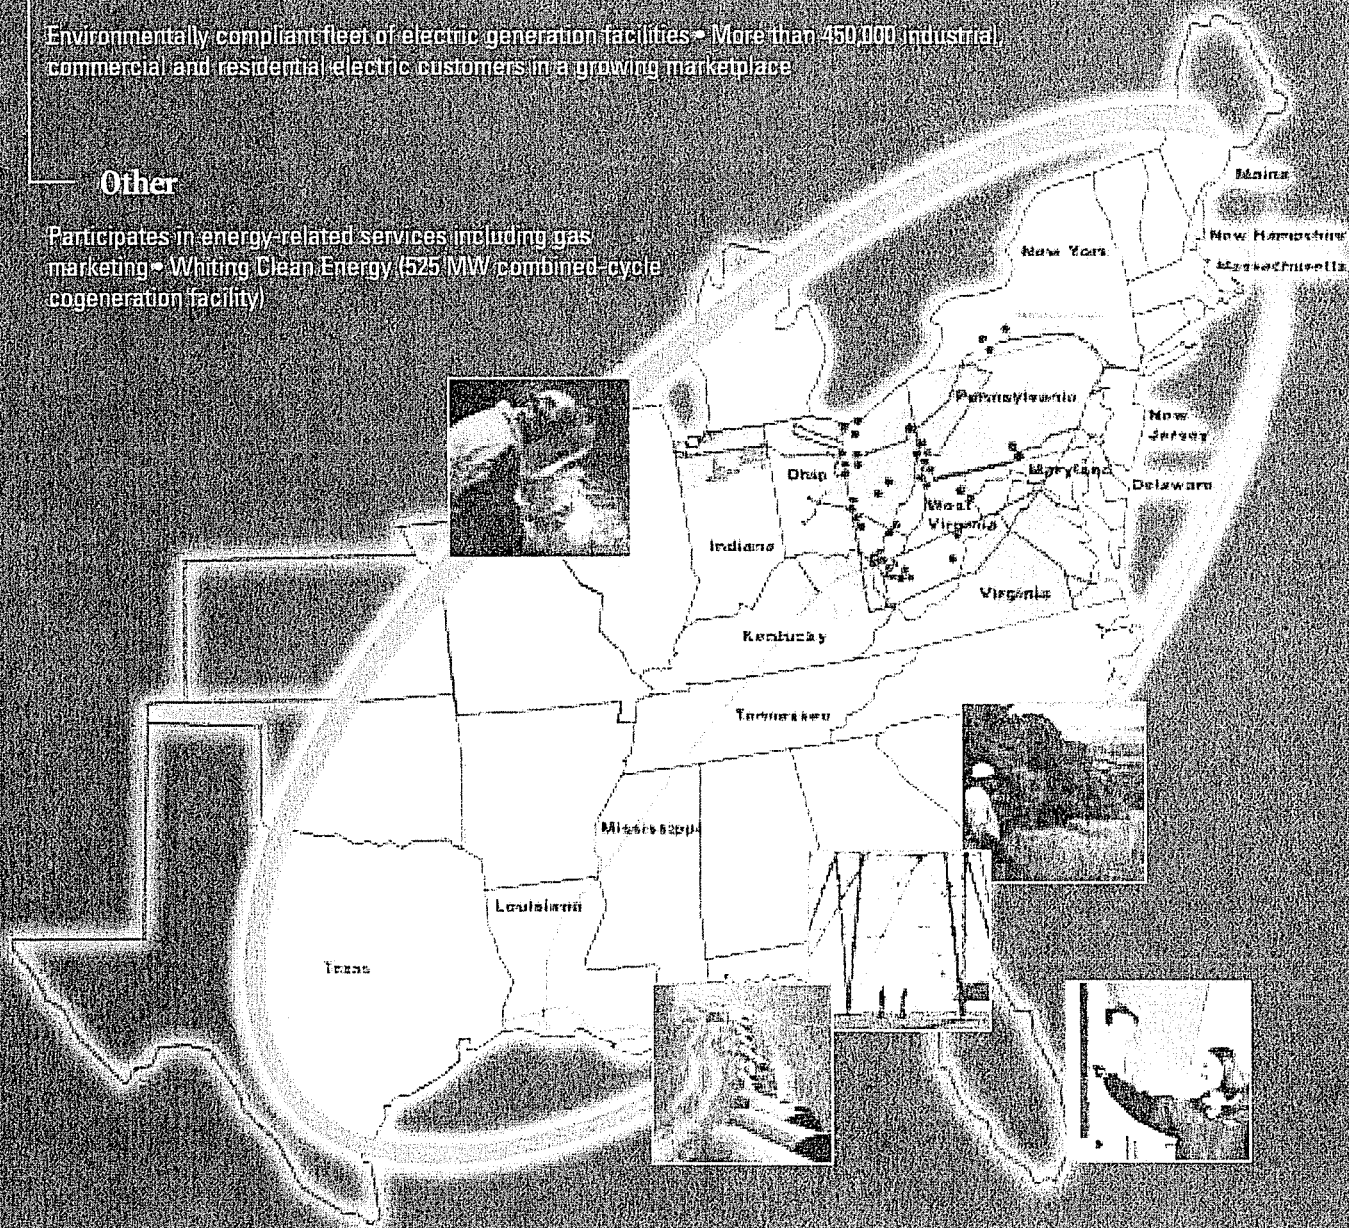 Environmentally compliant fleet of electric generation facilities • More than 450,000 industrial,
commercial and residential electric customers in a growing marketplace
Other
Participates in energy-related services including gas
marketing • Whiting Clean Energy (525 MW combined-cycle
cogeneration facility)
Maine
New Hampshire
Massachusetts
New York
Pennsylvania
New
Jersey
Ohio
Maryland
Delaware
West
Virginia
Indiana
Virginia
Kentucky
Tennessee
Mississippi
Louisiana
Texas